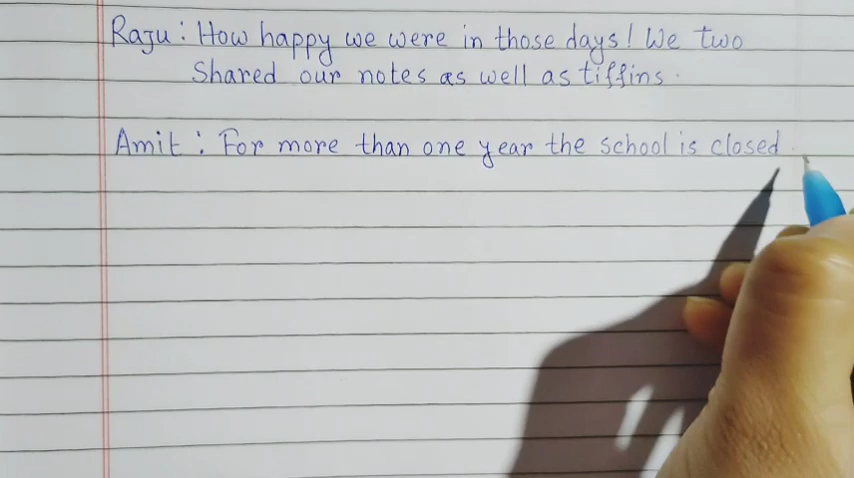 Raju : How happy we were in those days! We two
Shared our notes as well as tiffins.
Amit : For more than one year the school is closed.